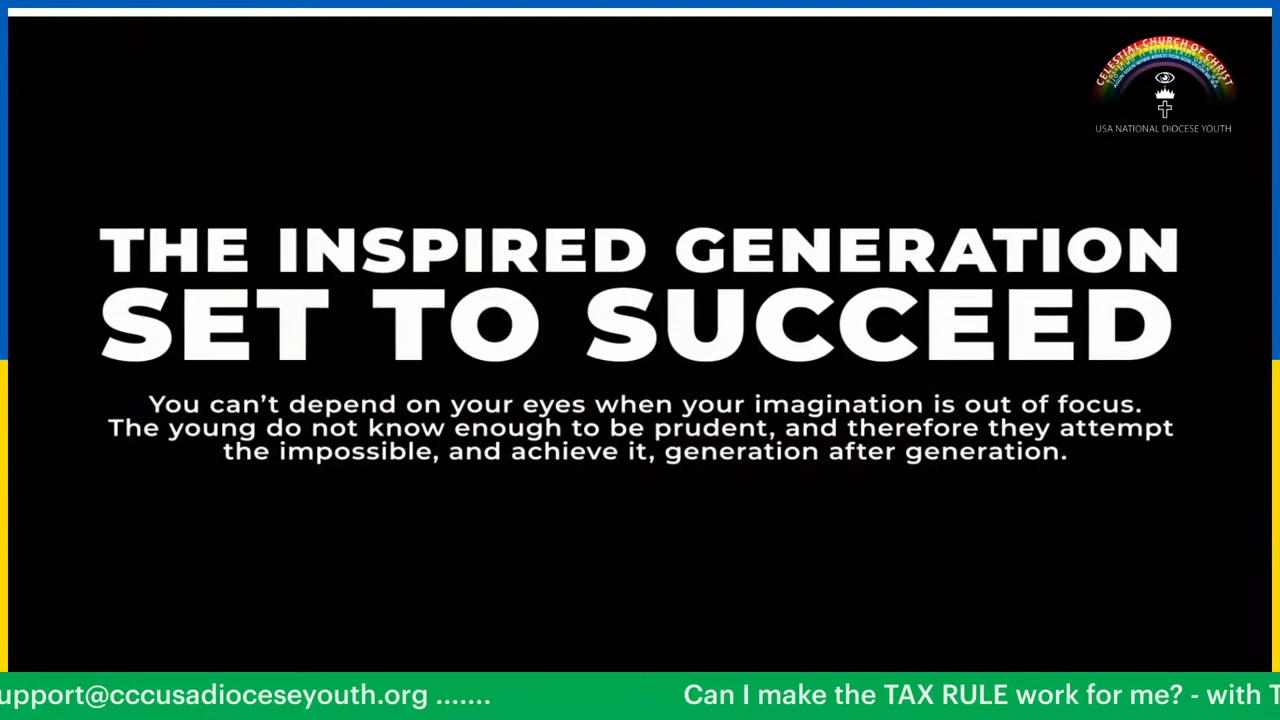 CELESTIAL CHURCH OF CHRIST
USA NATIONAL DIOCESE YOUTH
THE INSPIRED GENERATION
SET TO SUCCEED
You can't depend on your eyes when your imagination is out of focus.
The young do not know enough to be prudent, and therefore they attempt
the impossible, and achieve it, generation after generation.
upport@cccusadioceseyouth.org ....... Can I make the TAX RULE work for me? - with T